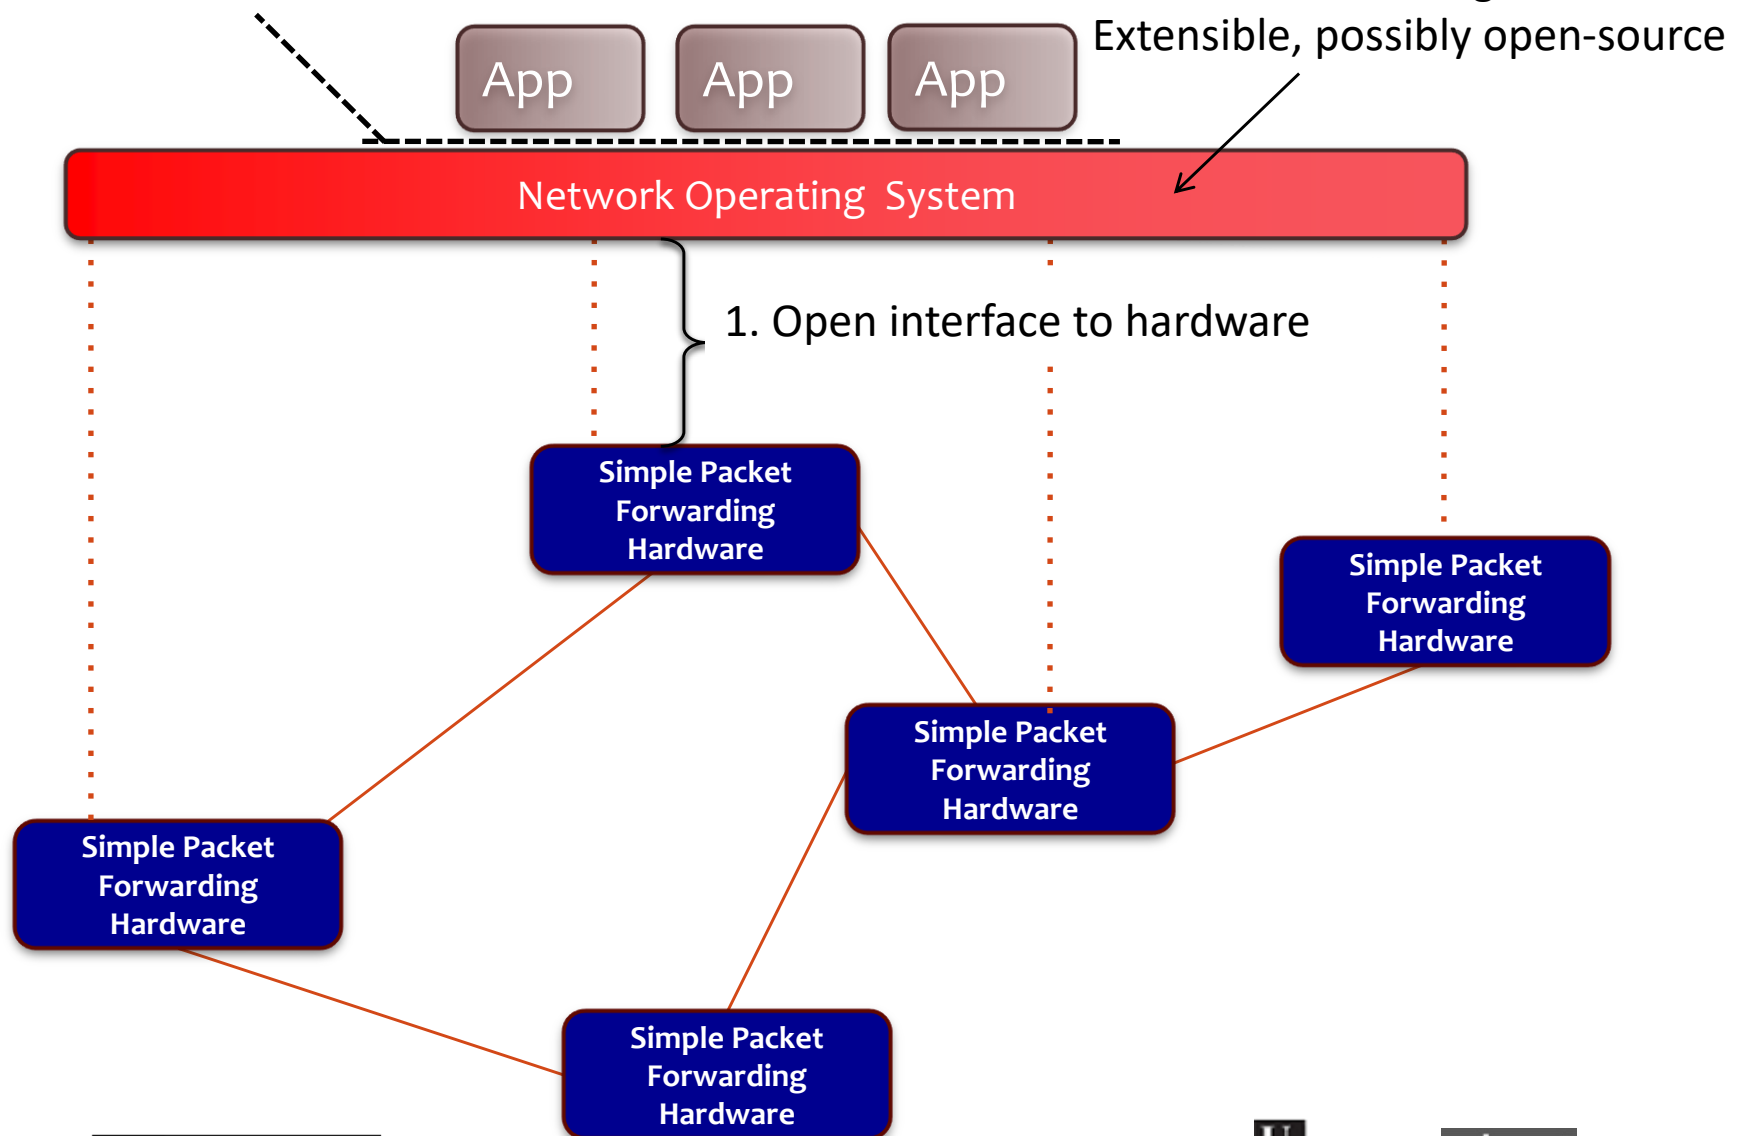 Extensible, possibly open-source
App
App
App
Network Operating  System
1. Open interface to hardware
Simple Packet
Forwarding
Hardware
Simple Packet
Forwarding
Hardware
Simple Packet
Forwarding
Hardware
Simple Packet
Forwarding
Hardware
Simple Packet
Forwarding
Hardware